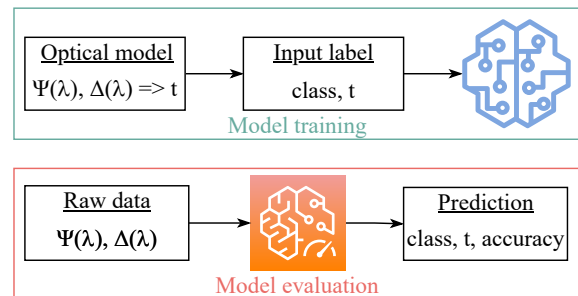 Optical model
Ψ(λ), Δ(λ) => t
Input label
class, t
Model training
Raw data
Ψ(λ), Δ(λ)
Prediction
class, t, accuracy
Model evaluation